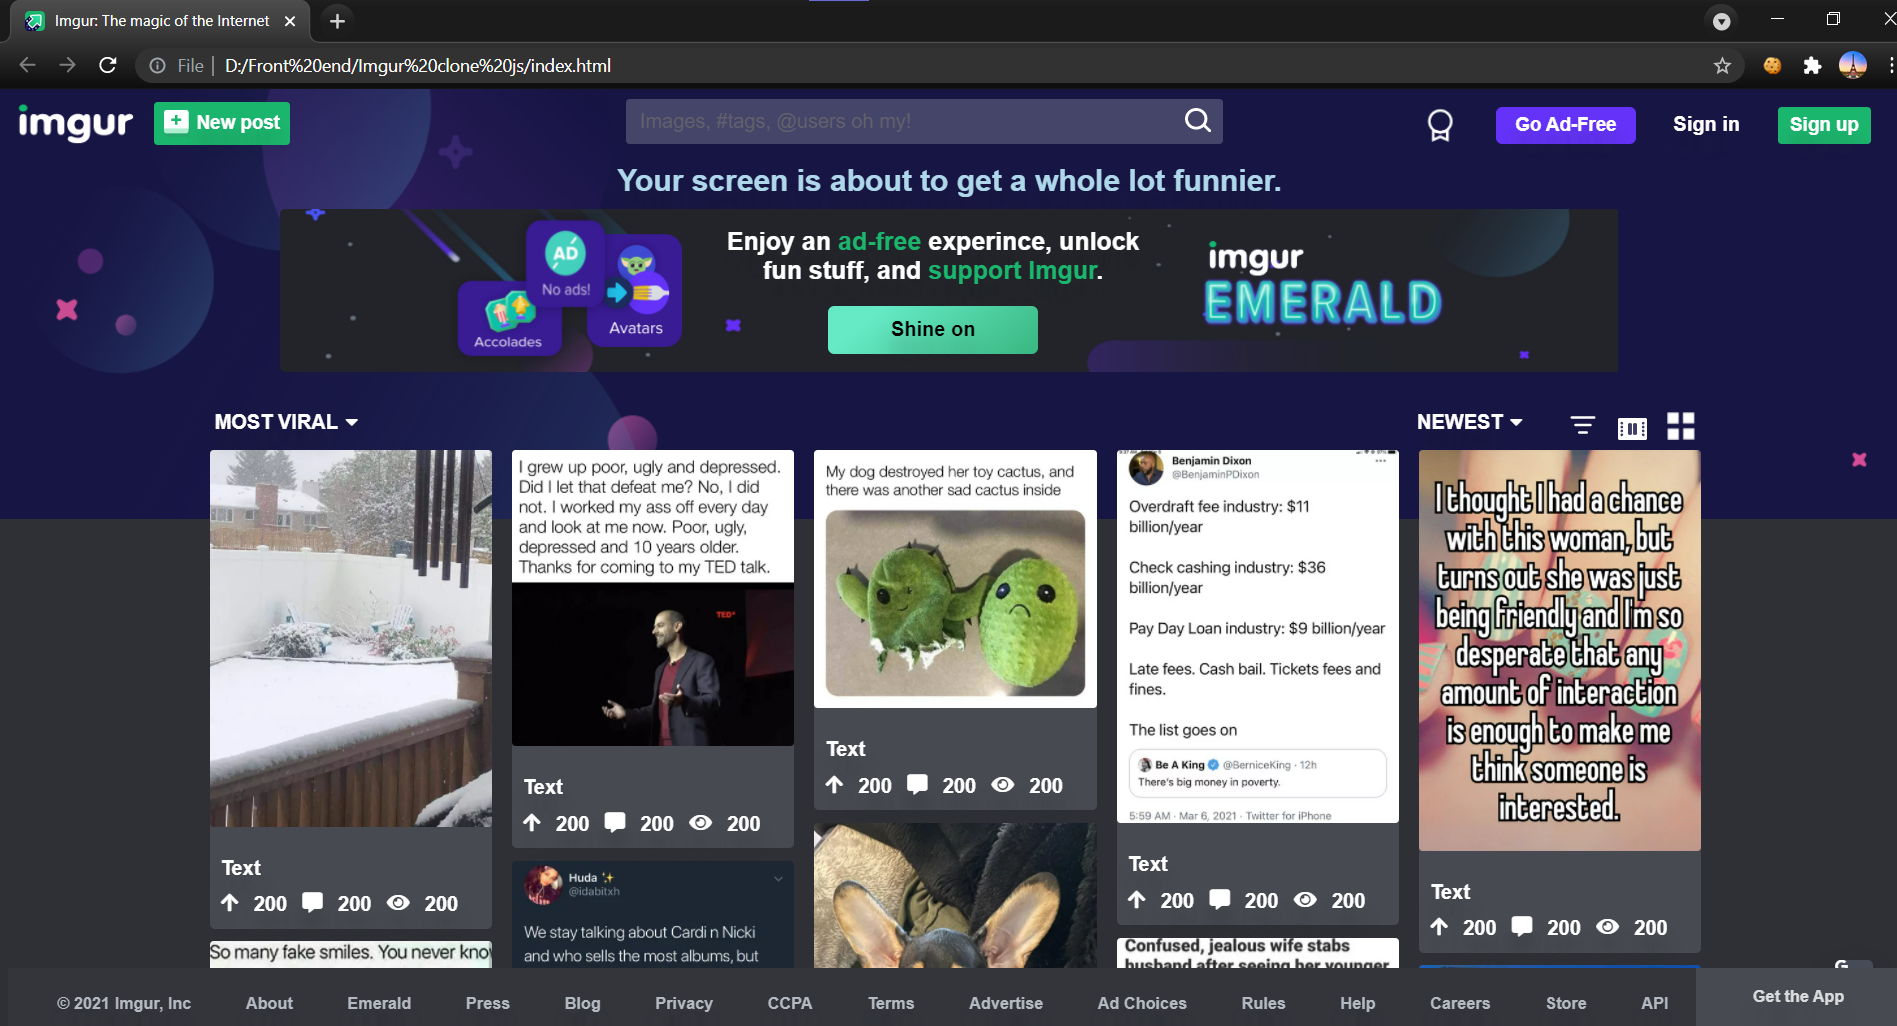 Imgur: The magic of the Internet
File | D:/Front%20end/Imgur%20clone%20js/index.html
imgur
New post
Images, #tags, @users oh my!
Go Ad-Free
Sign in
Sign up
Your screen is about to get a whole lot funnier.
AD
No ads!
Accolades
Avatars
Enjoy an ad-free experince, unlock
fun stuff, and support Imgur.
Shine on
imgur
EMERALD
MOST VIRAL
NEWEST
Text
200 200 200
I grew up poor, ugly and depressed.
Did I let that defeat me? No, I did
not. I worked my ass off every day
and look at me now. Poor, ugly,
depressed and 10 years older.
Thanks for coming to my TED talk.
TEDx
Text
200 200 200
My dog destroyed her toy cactus, and
there was another sad cactus inside
Text
200 200 200
Benjamin Dixon
@BenjaminPDixon
Overdraft fee industry: $11
billion/year
Check cashing industry: $36
billion/year
Pay Day Loan industry: $9 billion/year
Late fees. Cash bail. Tickets fees and
fines.
The list goes on
Be A King @BerniceKing · 12h
There's big money in poverty.
5:59 AM · Mar 6, 2021 · Twitter for iPhone
Text
200 200 200
I thought I had a chance
with this woman, but
turns out she was just
being friendly and I'm so
desperate that any
amount of interaction
is enough to make me
think someone is
interested.
Text
200 200 200
So many fake smiles. You never kno
Huda
@idabitxh
We stay talking about Cardi n Nicki
and who sells the most albums, but
Confused, jealous wife stabs
husband after seeing her younger
© 2021 Imgur, Inc
About
Emerald
Press
Blog
Privacy
CCPA
Terms
Advertise
Ad Choices
Rules
Help
Careers
Store
API
Get the App